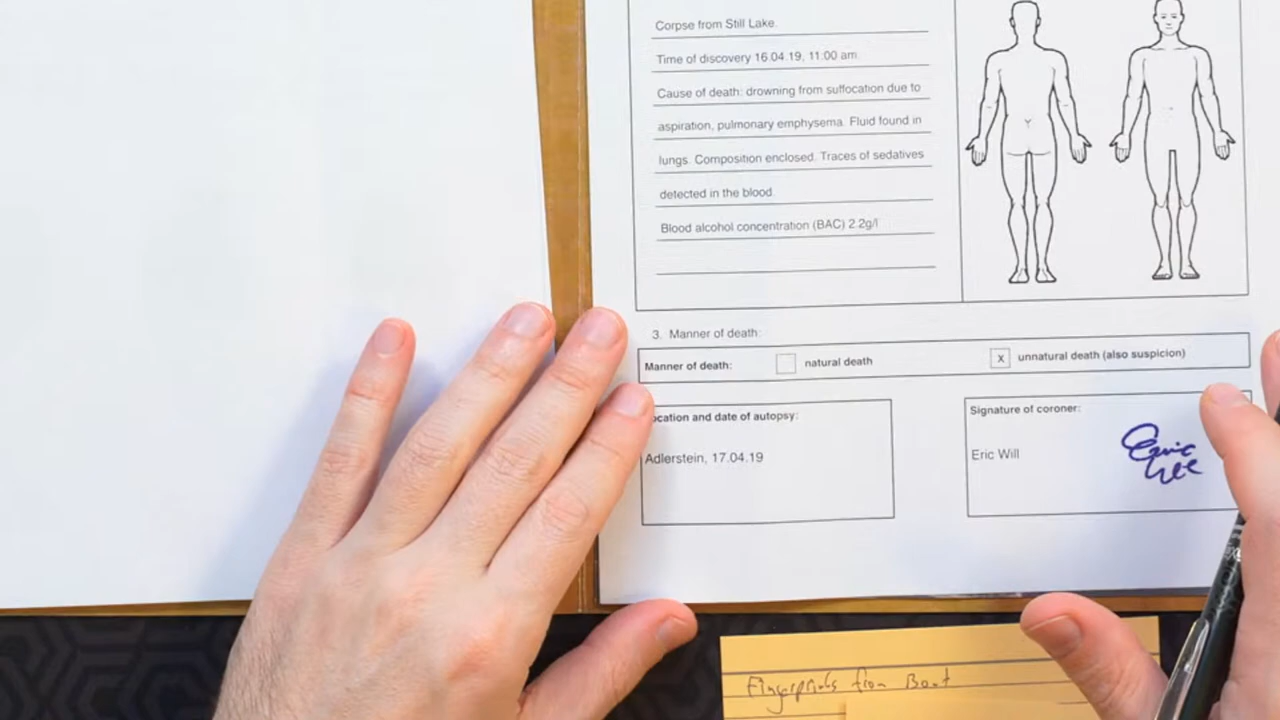 Corpse from Still Lake.
Time of discovery 16.04.19, 11:00 am
Cause of death: drowning from suffocation due to
aspiration, pulmonary emphysema. Fluid found in
lungs. Composition enclosed. Traces of sedatives
detected in the blood.
Blood alcohol concentration (BAC) 2.2g/l
3. Manner of death:
Manner of death: natural death x unnatural death (also suspicion)
ocation and date of autopsy:
Adlerstein, 17.04.19
Signature of coroner:
Eric Will Eric Will
Fingerprints from Boat